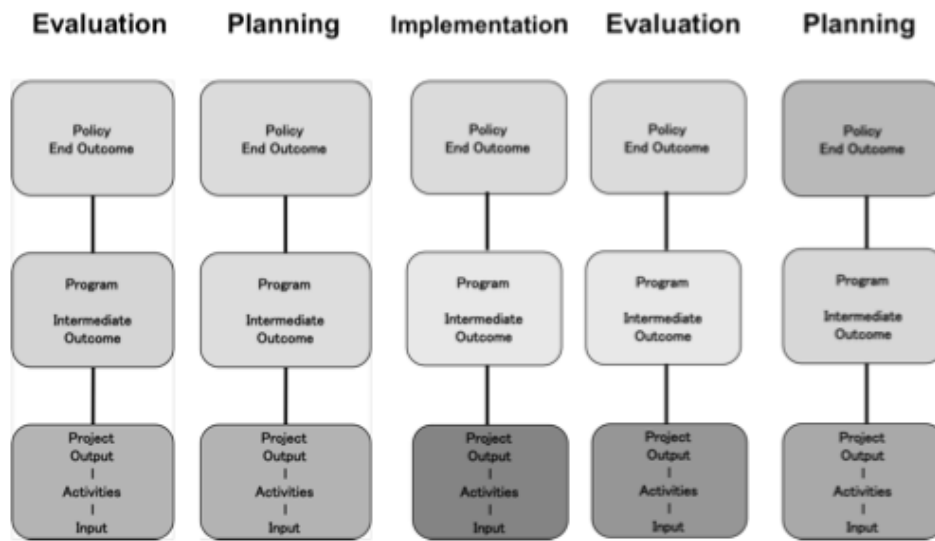 Evaluation
Planning
Implementation
Evaluation
Planning
Policy
End Outcome
Policy
End Outcome
Policy
End Outcome
Policy
End Outcome
Policy
End Outcome
Program
Intermediate
Outcome
Program
Intermediate
Outcome
Program
Intermediate
Outcome
Program
Intermediate
Outcome
Program
Intermediate
Outcome
Project
Output
Activities
Input
Project
Output
Activities
Input
Project
Output
Activities
Input
Project
Output
Activities
Input
Project
Output
Activities
Input